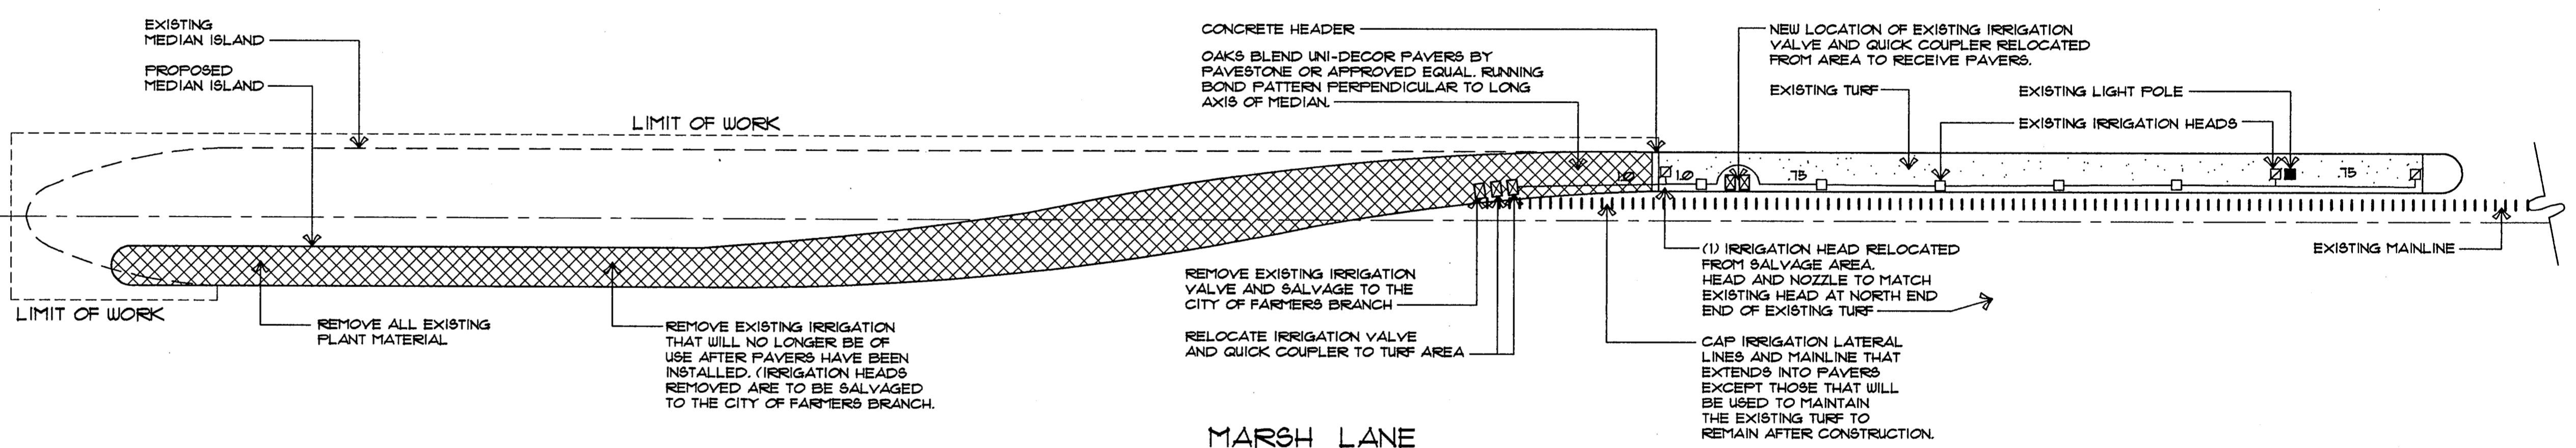 EXISTING
MEDIAN ISLAND
PROPOSED
MEDIAN ISLAND
LIMIT OF WORK
CONCRETE HEADER
OAKS BLEND UNI-DECOR PAVERS BY
PAVESTONE OR APPROVED EQUAL. RUNNING
BOND PATTERN PERPENDICULAR TO LONG
AXIS OF MEDIAN.
NEW LOCATION OF EXISTING IRRIGATION
VALVE AND QUICK COUPLER RELOCATED
FROM AREA TO RECEIVE PAVERS.
EXISTING TURF
EXISTING LIGHT POLE
EXISTING IRRIGATION HEADS
1.0
1.0
.75
.75
LIMIT OF WORK
REMOVE ALL EXISTING
PLANT MATERIAL
REMOVE EXISTING IRRIGATION
THAT WILL NO LONGER BE OF
USE AFTER PAVERS HAVE BEEN
INSTALLED. (IRRIGATION HEADS
REMOVED ARE TO BE SALVAGED
TO THE CITY OF FARMERS BRANCH.
REMOVE EXISTING IRRIGATION
VALVE AND SALVAGE TO THE
CITY OF FARMERS BRANCH
RELOCATE IRRIGATION VALVE
AND QUICK COUPLER TO TURF AREA
(1) IRRIGATION HEAD RELOCATED
FROM SALVAGE AREA.
HEAD AND NOZZLE TO MATCH
EXISTING HEAD AT NORTH END
END OF EXISTING TURF
CAP IRRIGATION LATERAL
LINES AND MAINLINE THAT
EXTENDS INTO PAVERS
EXCEPT THOSE THAT WILL
BE USED TO MAINTAIN
THE EXISTING TURF TO
REMAIN AFTER CONSTRUCTION.
EXISTING MAINLINE
MARSH LANE